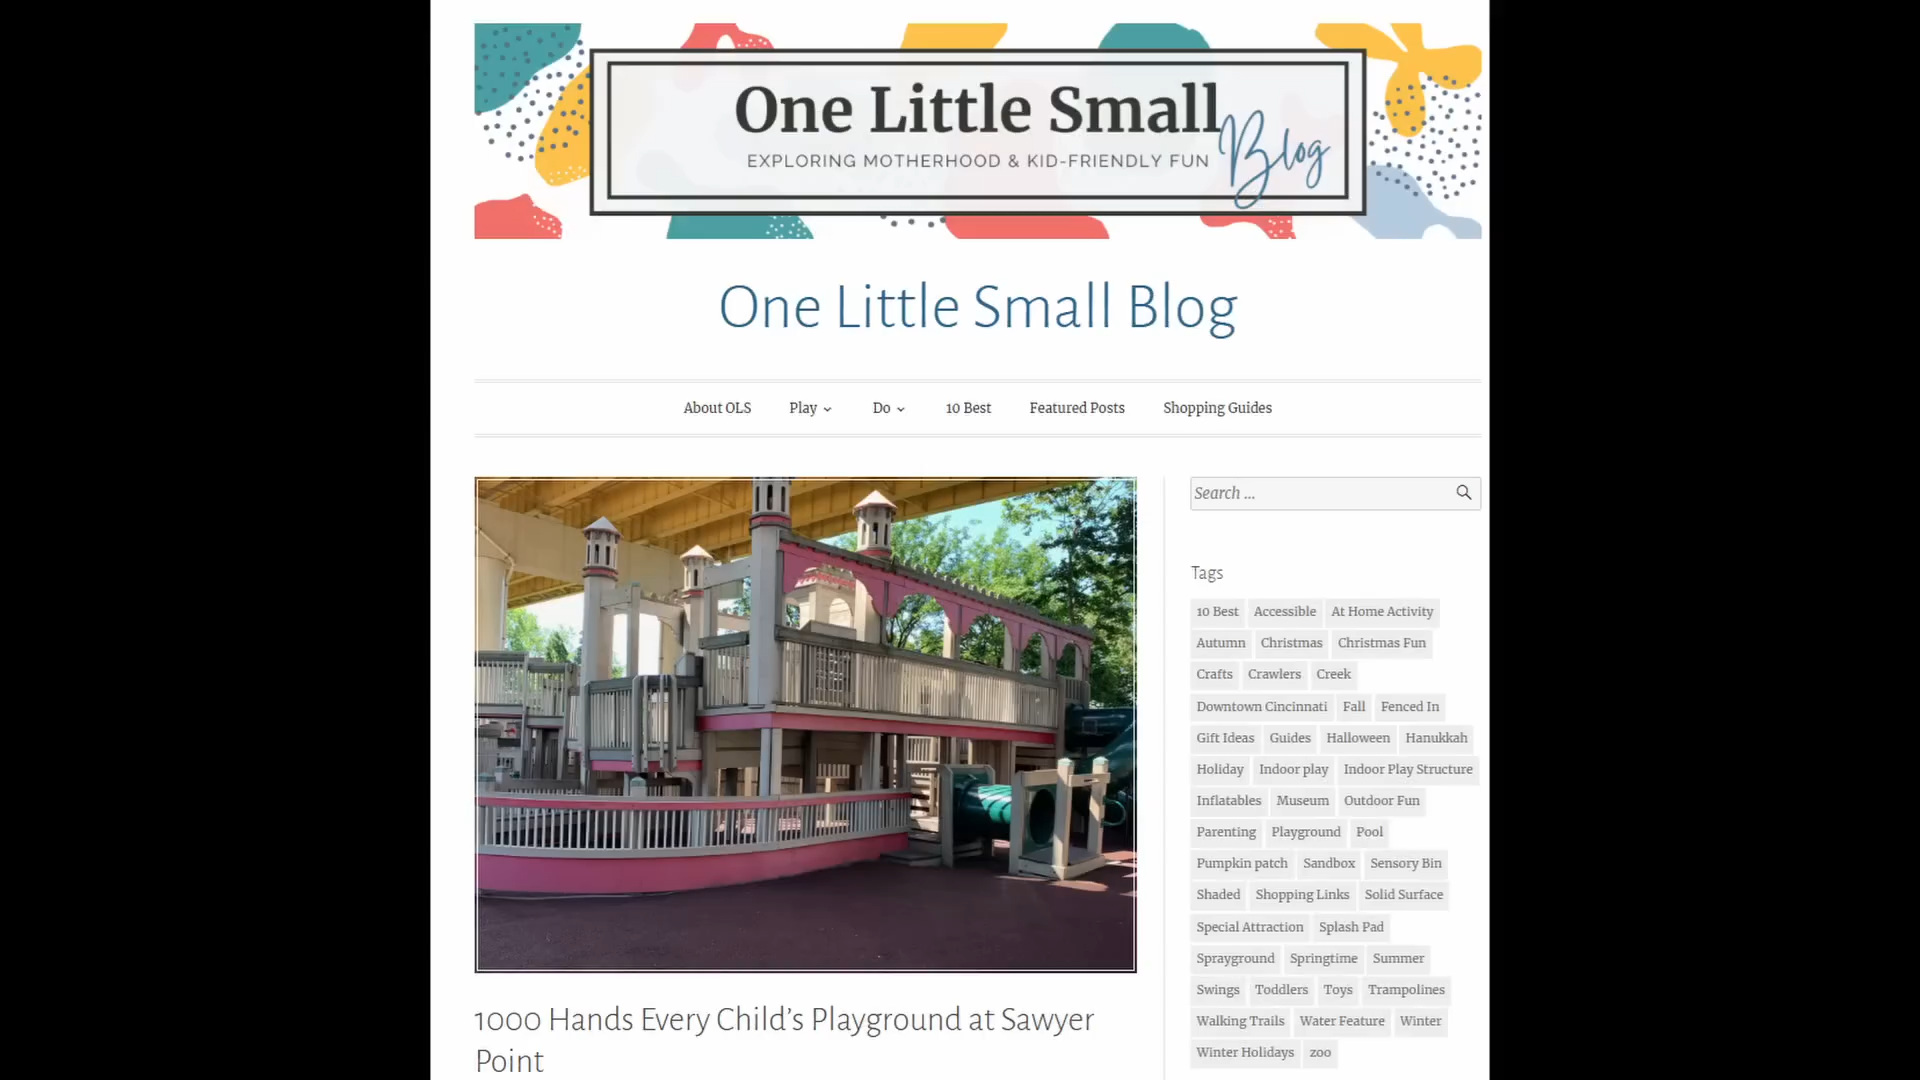 One Little Small
Blog
EXPLORING MOTHERHOOD & KID-FRIENDLY FUN
One Little Small Blog
About OLS Play Do 10 Best Featured Posts Shopping Guides
1000 Hands Every Child’s Playground at Sawyer
Point
Search ...
Tags
10 Best Accessible At Home Activity
Autumn Christmas Christmas Fun
Crafts Crawlers Creek
Downtown Cincinnati Fall Fenced In
Gift Ideas Guides Halloween Hanukkah
Holiday Indoor play Indoor Play Structure
Inflatables Museum Outdoor Fun
Parenting Playground Pool
Pumpkin patch Sandbox Sensory Bin
Shaded Shopping Links Solid Surface
Special Attraction Splash Pad
Sprayground Springtime Summer
Swings Toddlers Toys Trampolines
Walking Trails Water Feature Winter
Winter Holidays zoo